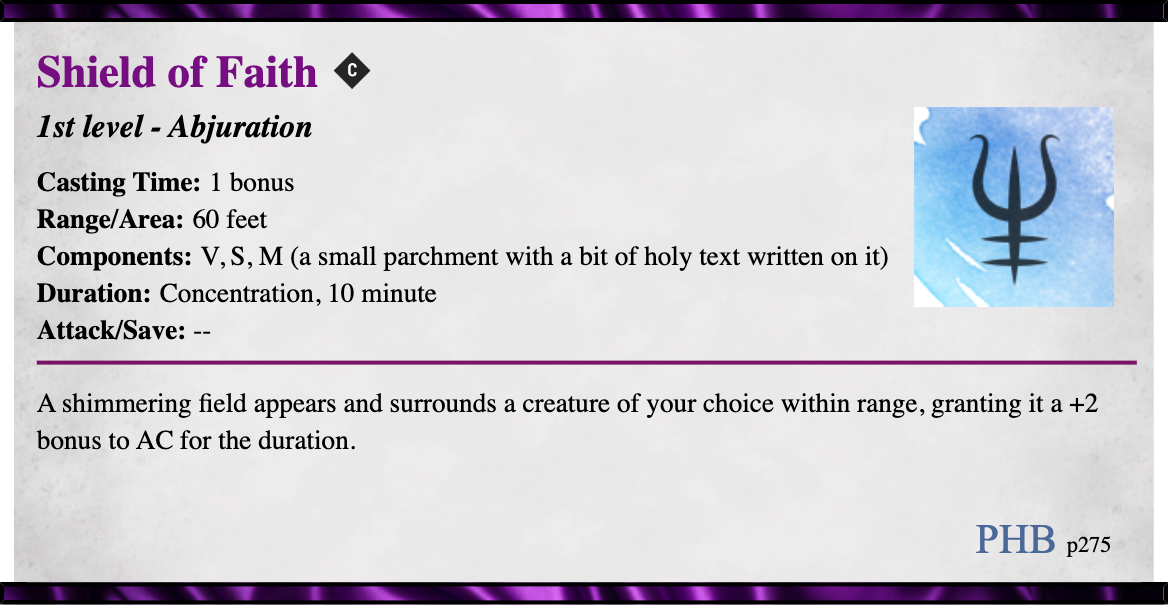 Shield of Faith C
1st level - Abjuration
Casting Time: 1 bonus
Range/Area: 60 feet
Components: V, S, M (a small parchment with a bit of holy text written on it)
Duration: Concentration, 10 minute
Attack/Save: --
A shimmering field appears and surrounds a creature of your choice within range, granting it a +2
bonus to AC for the duration.
PHB p275